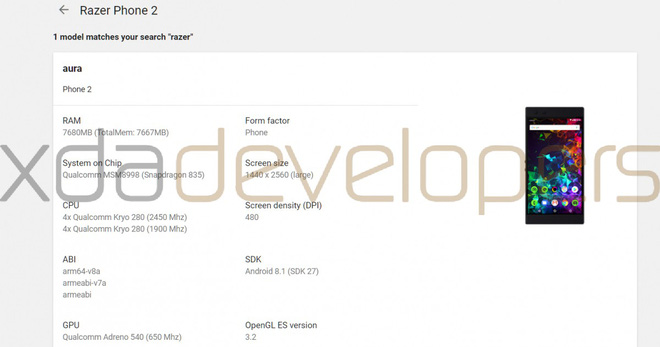 Razer Phone 2
1 model matches your search "razer"
aura
Phone 2
RAM
7680MB (TotalMem: 7667MB)
Form factor
Phone
System on Chip
Qualcomm MSM8998 (Snapdragon 835)
Screen size
1440 x 2560 (large)
CPU
4x Qualcomm Kryo 280 (2450 Mhz)
4x Qualcomm Kryo 280 (1900 Mhz)
Screen density (DPI)
480
ABI
arm64-v8a
armeabi-v7a
armeabi
SDK
Android 8.1 (SDK 27)
GPU
Qualcomm Adreno 540 (650 Mhz)
OpenGL ES version
3.2
xdadevelopers